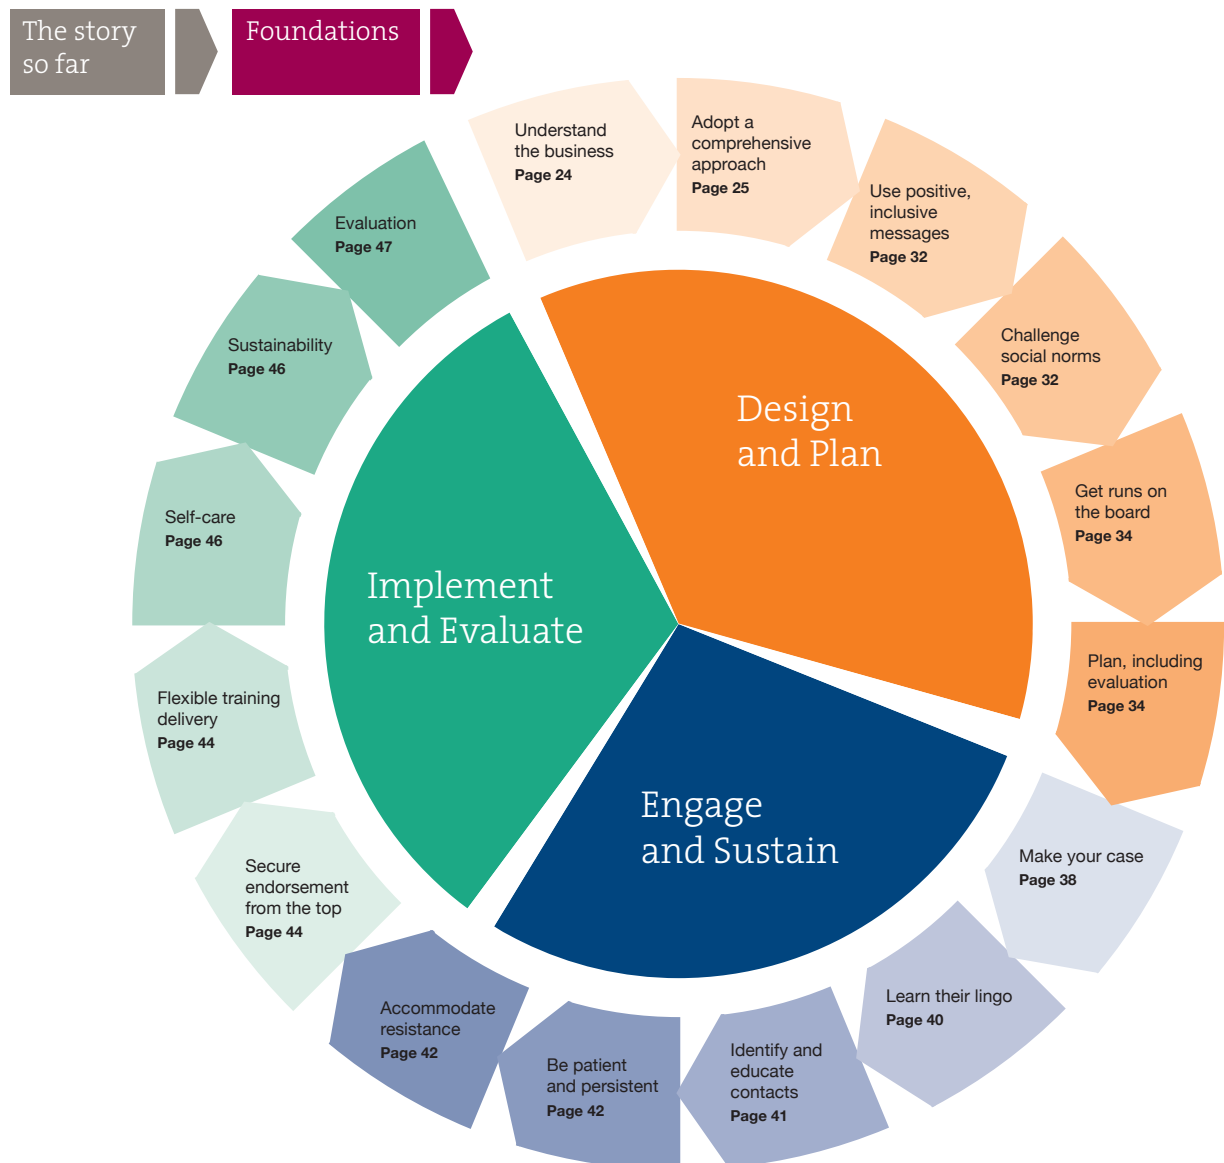 The story
so far
Foundations
Understand
the business
Page 24
Adopt a
comprehensive
approach
Page 25
Use positive,
inclusive
messages
Page 32
Challenge
social norms
Page 32
Get runs on
the board
Page 34
Plan, including
evaluation
Page 34
Make your case
Page 38
Learn their lingo
Page 40
Identify and
educate
contacts
Page 41
Be patient
and persistent
Page 42
Accommodate
resistance
Page 42
Secure
endorsement
from the top
Page 44
Flexible training
delivery
Page 44
Self-care
Page 46
Sustainability
Page 46
Evaluation
Page 47
Design
and Plan
Engage
and Sustain
Implement
and Evaluate